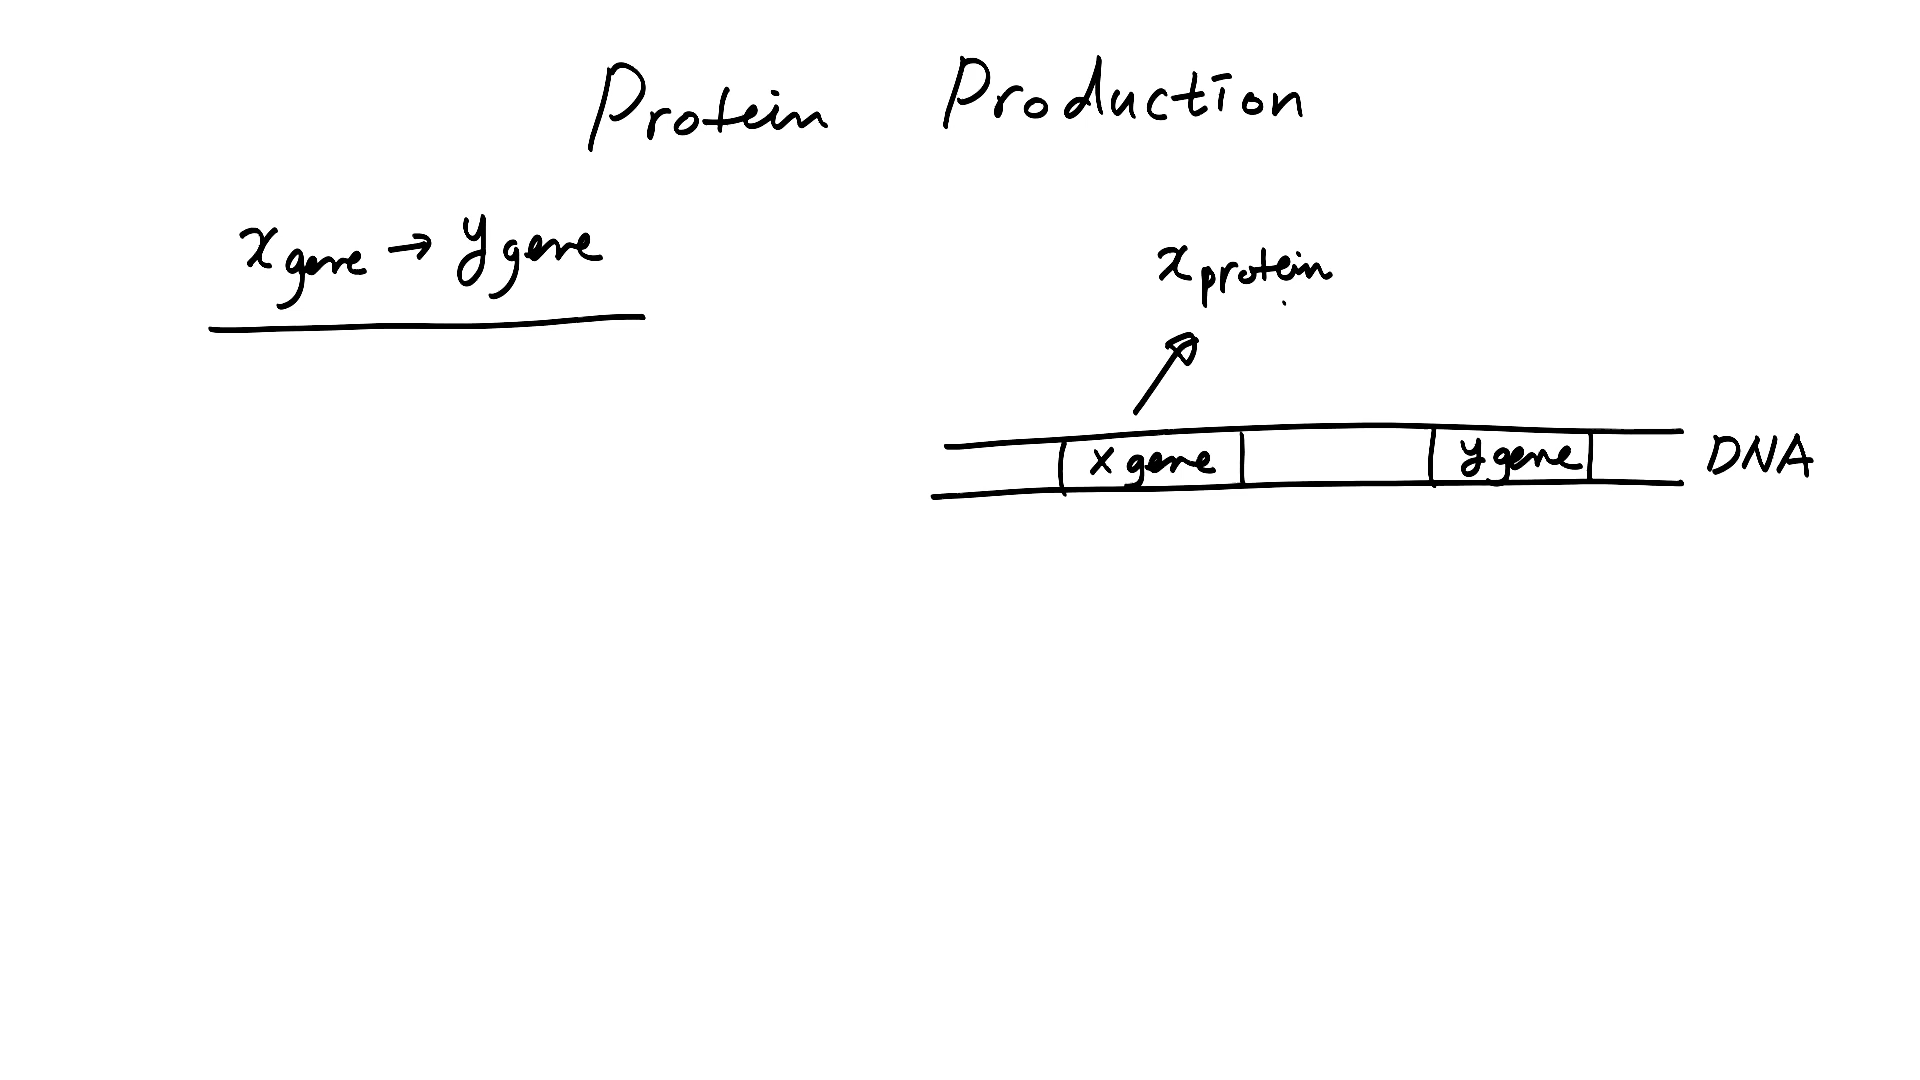 Protein Production
x gene → y gene
x protein
x gene
y gene
DNA